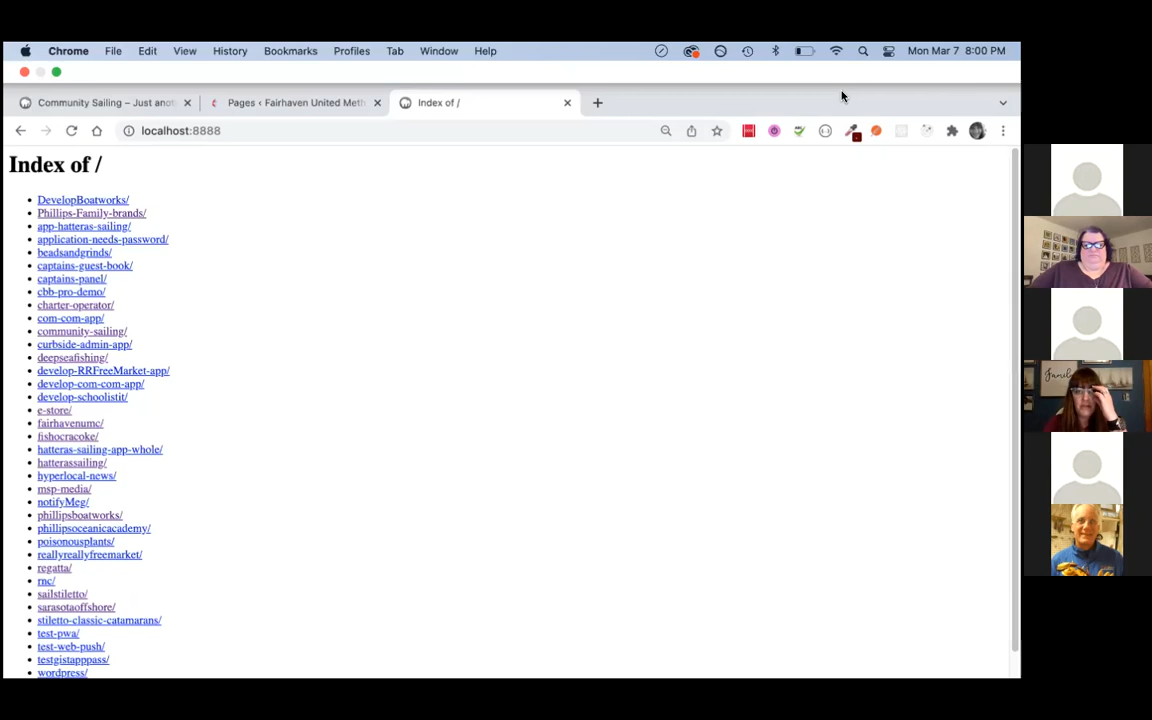 Chrome File Edit View History Bookmarks Profiles Tab Window Help Mon Mar 7 8:00 PM
Community Sailing – Just anot Pages ‹ Fairhaven United Meth Index of /
localhost:8888
Index of /
DevelopBoatworks/
Phillips-Family-brands/
app-hatteras-sailing/
application-needs-password/
beadsandgrinds/
captains-guest-book/
captains-panel/
cbb-pro-demo/
charter-operator/
com-com-app/
community-sailing/
curbside-admin-app/
deepseafishing/
develop-RRFreeMarket-app/
develop-com-com-app/
develop-schoolistit/
e-store/
fairhavenumc/
fishocracoke/
hatteras-sailing-app-whole/
hatterassailing/
hyperlocal-news/
msp-media/
notifyMeg/
phillipsboatworks/
phillipsoceanicacademy/
poisonousplants/
reallyreallyfreemarket/
regatta/
rnc/
sailstiletto/
sarasotaoffshore/
stiletto-classic-catamarans/
test-pwa/
test-web-push/
testgistapppass/
wordpress/
Family